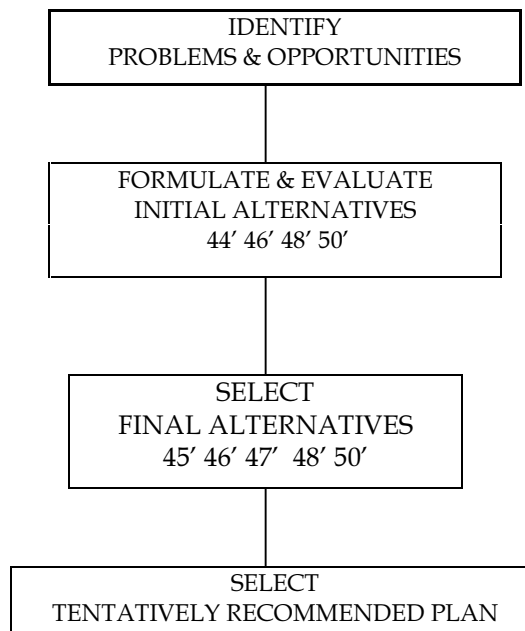 IDENTIFY
PROBLEMS & OPPORTUNITIES
FORMULATE & EVALUATE
INITIAL ALTERNATIVES
44’ 46’ 48’ 50’
SELECT
FINAL ALTERNATIVES
45’ 46’ 47’ 48’ 50’
SELECT
TENTATIVELY RECOMMENDED PLAN